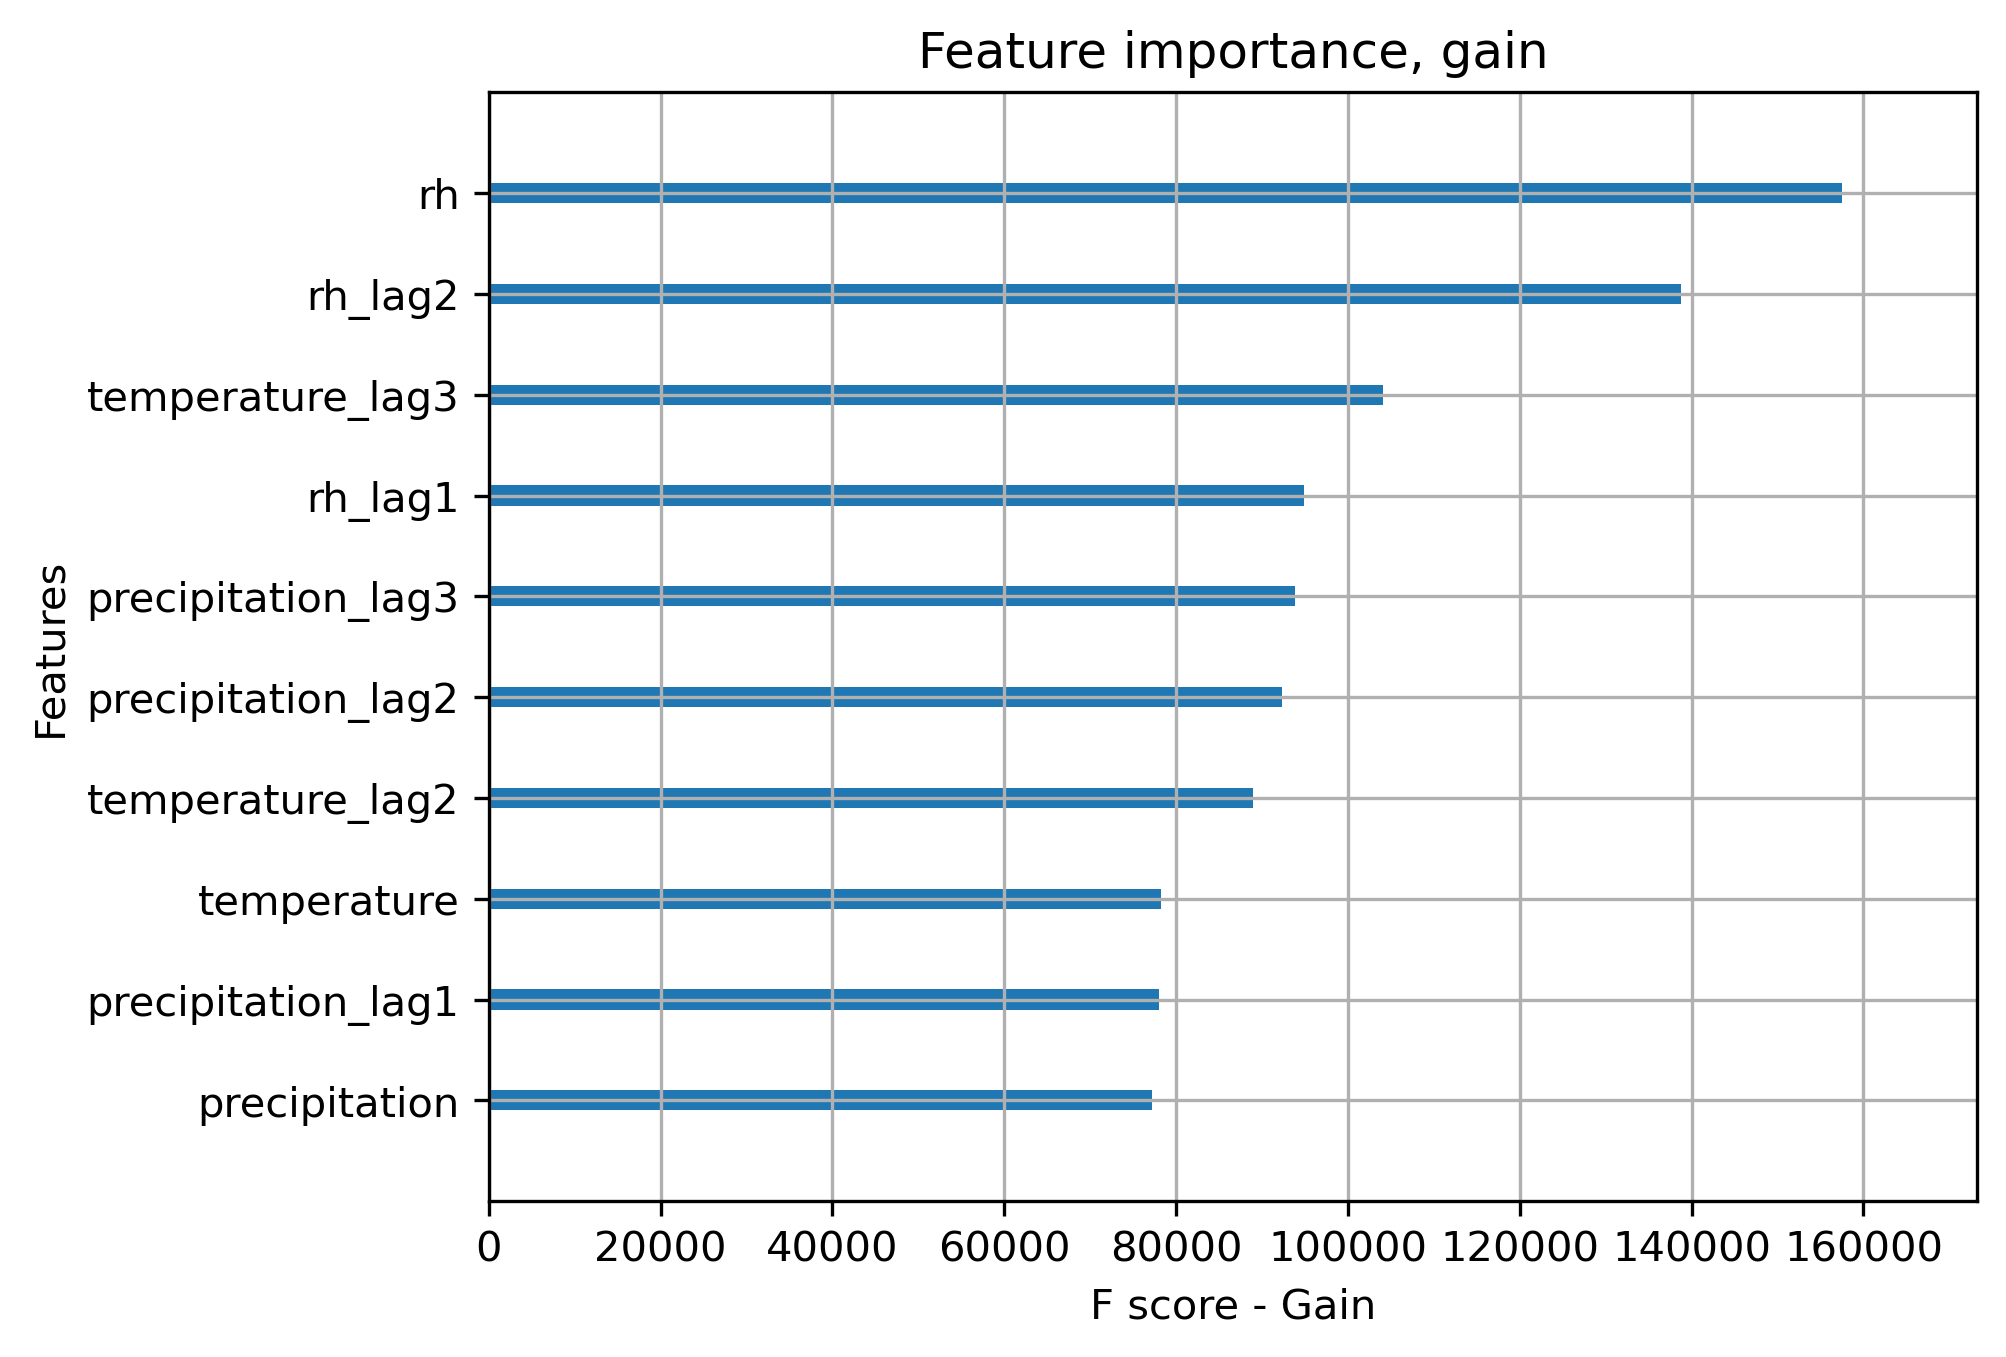 Feature importance, gain
rh
rh_lag2
temperature_lag3
rh_lag1
precipitation_lag3
precipitation_lag2
temperature_lag2
temperature
precipitation_lag1
precipitation
Features
0 20000 40000 60000 80000 100000 120000 140000 160000
F score - Gain